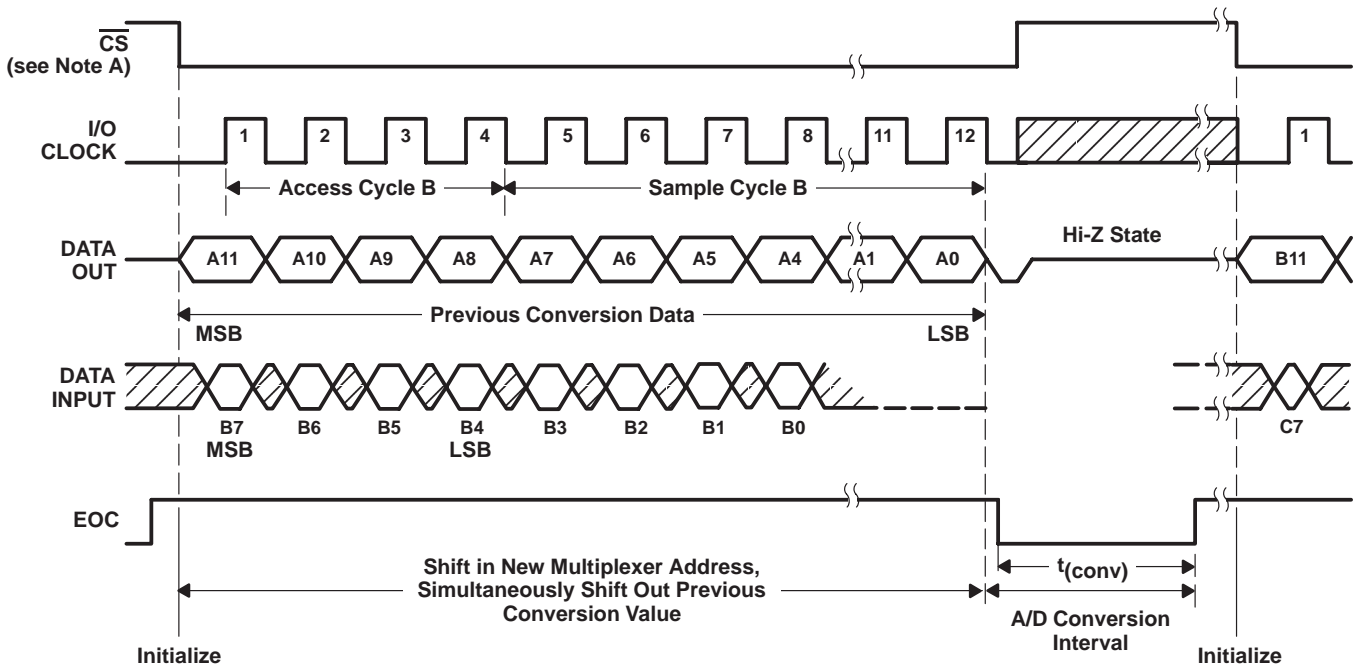 CS
(see Note A)
I/O
CLOCK
1 2 3 4 5 6 7 8 11 12 1
Access Cycle B
Sample Cycle B
DATA
OUT
A11 A10 A9 A8 A7 A6 A5 A4 A1 A0
Hi-Z State
B11
Previous Conversion Data
MSB
LSB
DATA
INPUT
B7 B6 B5 B4 B3 B2 B1 B0 C7
MSB
LSB
EOC
Shift in New Multiplexer Address,
Simultaneously Shift Out Previous
Conversion Value
t(conv)
A/D Conversion
Interval
Initialize
Initialize